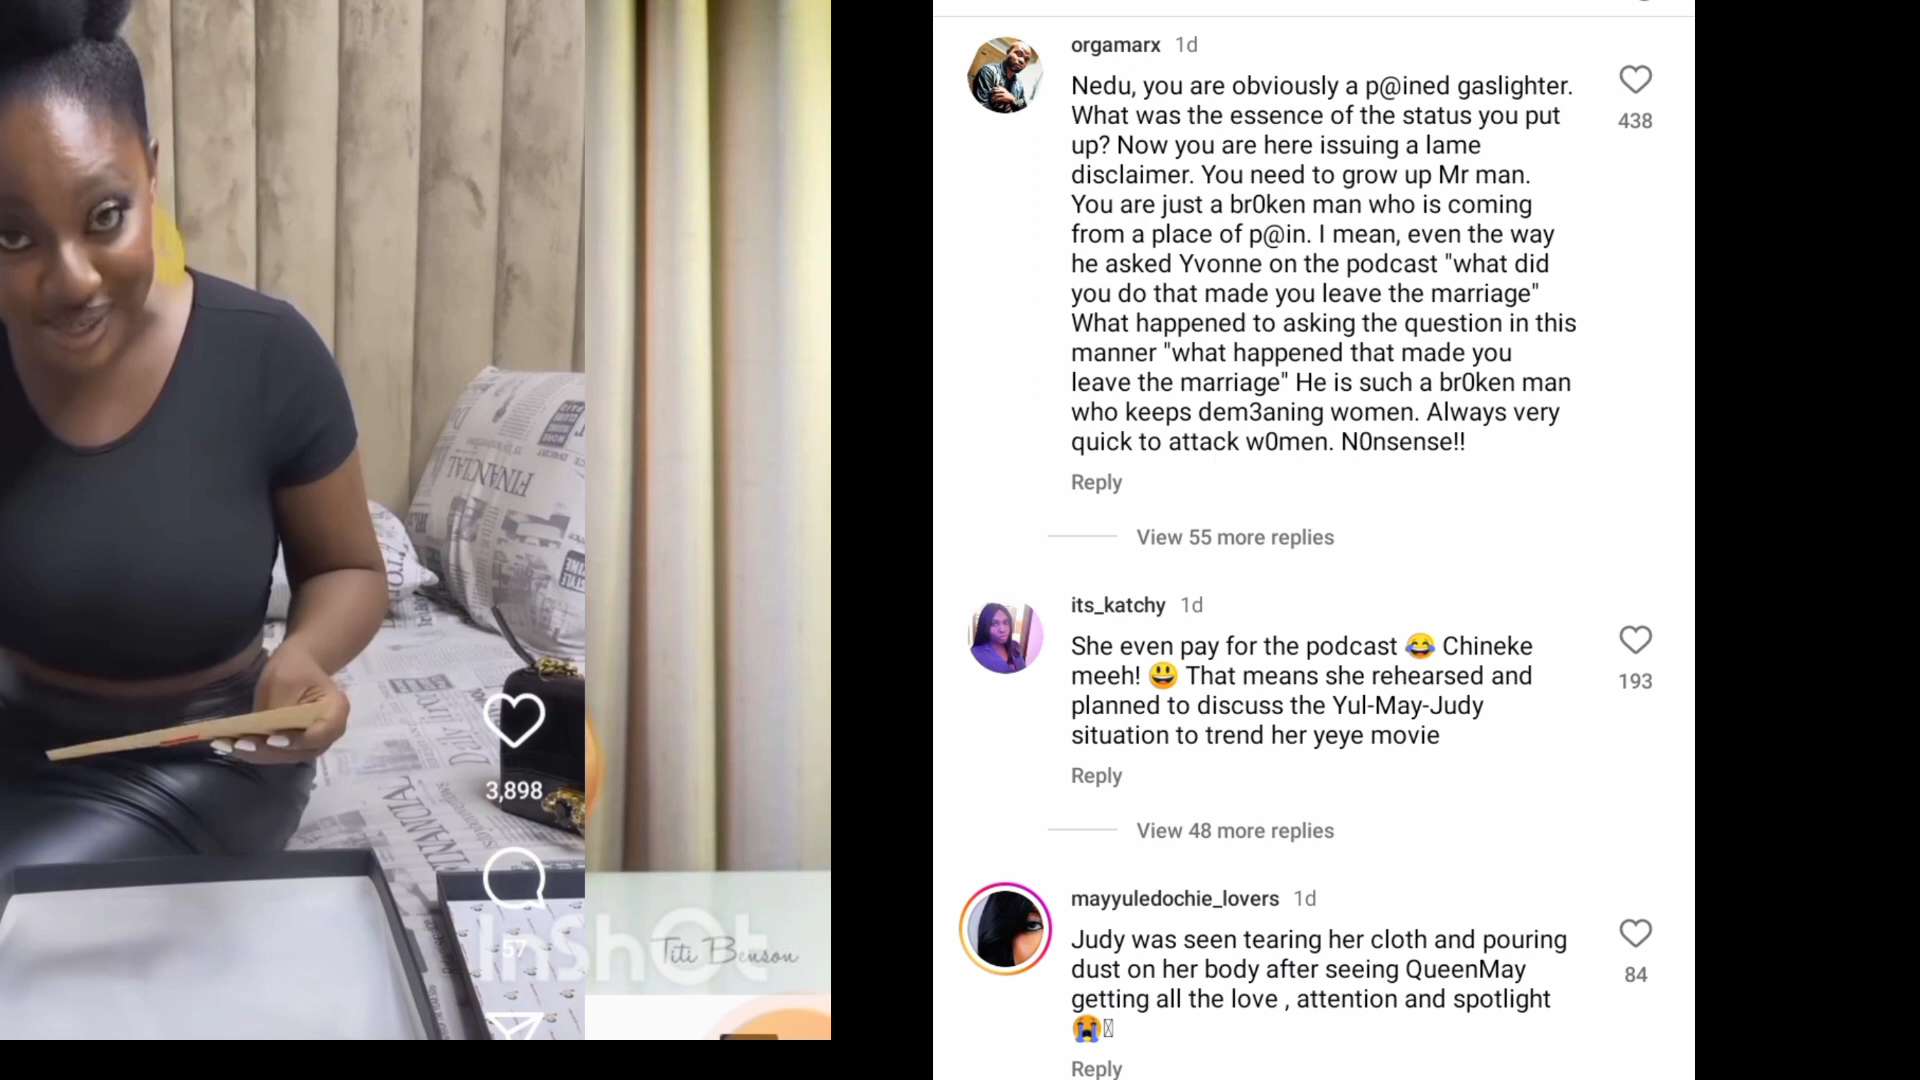 FINANCIAL
3,898
57
InShOt
Titi Benson
orgamarx 1d
Nedu, you are obviously a p@ined gaslighter.
What was the essence of the status you put
up? Now you are here issuing a lame
disclaimer. You need to grow up Mr man.
You are just a br0ken man who is coming
from a place of p@in. I mean, even the way
he asked Yvonne on the podcast "what did
you do that made you leave the marriage"
What happened to asking the question in this
manner "what happened that made you
leave the marriage" He is such a br0ken man
who keeps dem3aning women. Always very
quick to attack w0men. N0nsense!!
438
Reply
View 55 more replies
its_katchy 1d
She even pay for the podcast 😂 Chineke
meeh! 😃 That means she rehearsed and
planned to discuss the Yul-May-Judy
situation to trend her yeye movie
193
Reply
View 48 more replies
mayyuledochie_lovers 1d
Judy was seen tearing her cloth and pouring
dust on her body after seeing QueenMay
getting all the love , attention and spotlight
😭
84
Reply